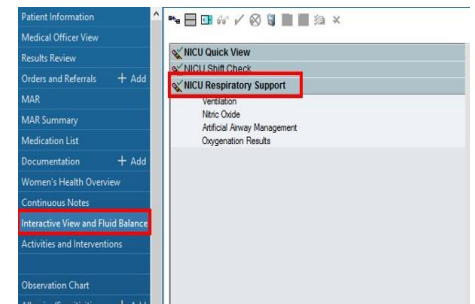 Patient Information
Medical Officer View
Results Review
Orders and Referrals + Add
MAR
MAR Summary
Medication List
Documentation + Add
Women's Health Overview
Continuous Notes
Interactive View and Fluid Balance
Activities and Interventions
Observation Chart
NICU Quick View
NICU Shift Check
NICU Respiratory Support
Ventilation
Nitric Oxide
Artificial Airway Management
Oxygenation Results